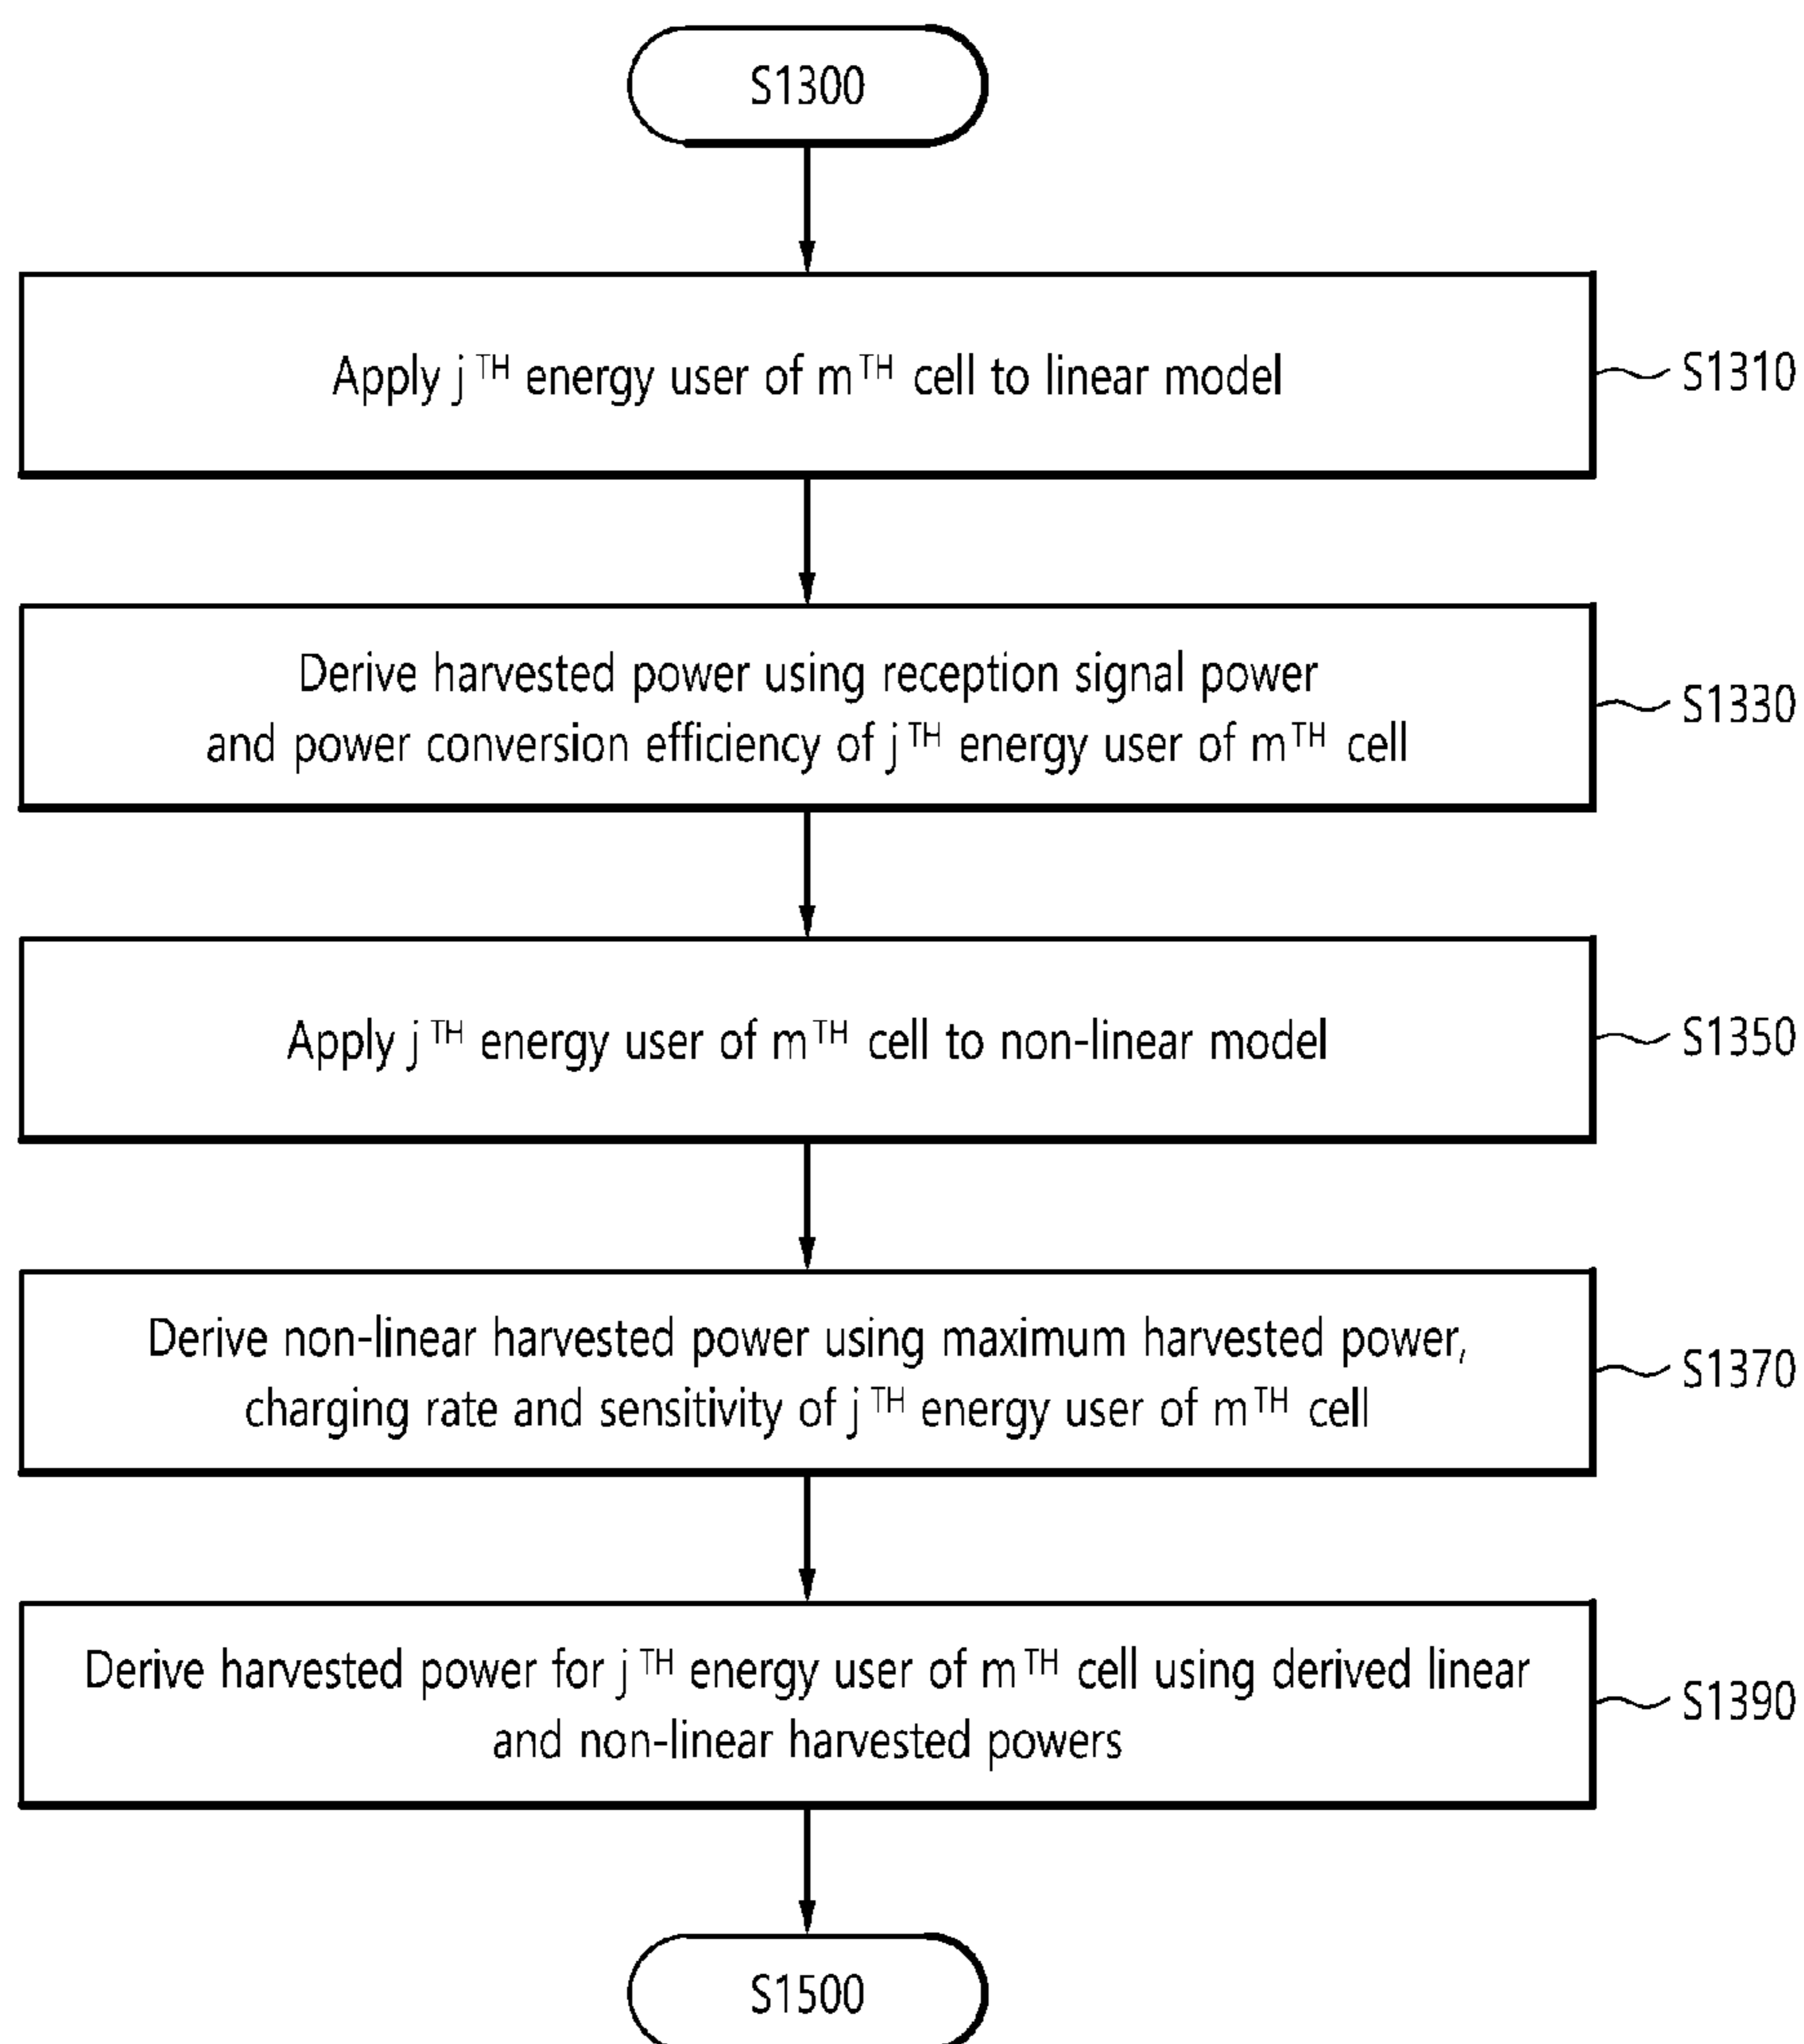 S1300
Apply j TH energy user of m TH cell to linear model
S1310
Derive harvested power using reception signal power
and power conversion efficiency of j TH energy user of m TH cell
S1330
Apply j TH energy user of m TH cell to non-linear model
S1350
Derive non-linear harvested power using maximum harvested power,
charging rate and sensitivity of j TH energy user of m TH cell
S1370
Derive harvested power for j TH energy user of m TH cell using derived linear
and non-linear harvested powers
S1390
S1500